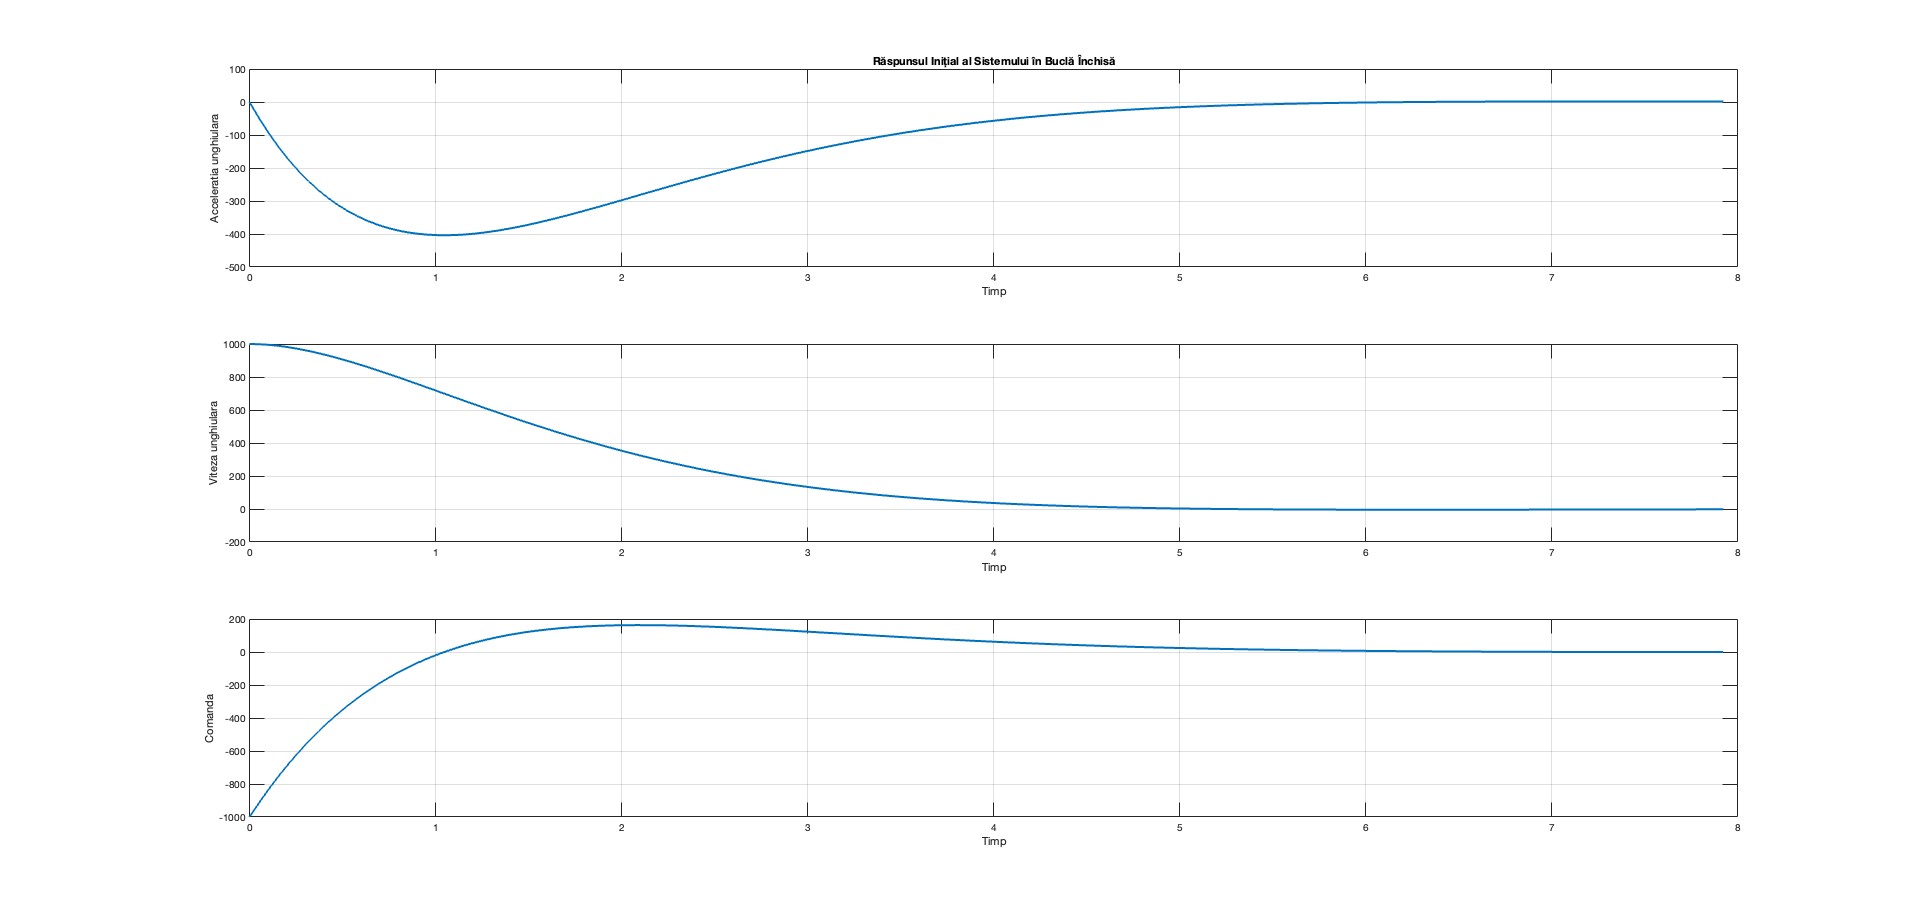 Răspunsul Inițial al Sistemului în Buclă Închisă
Acceleratia unghiulara
100
0
-100
-200
-300
-400
-500
0 1 2 3 4 5 6 7 8
Timp
Viteza unghiulara
1000
800
600
400
200
0
-200
0 1 2 3 4 5 6 7 8
Timp
Comanda
200
0
-200
-400
-600
-800
-1000
0 1 2 3 4 5 6 7 8
Timp